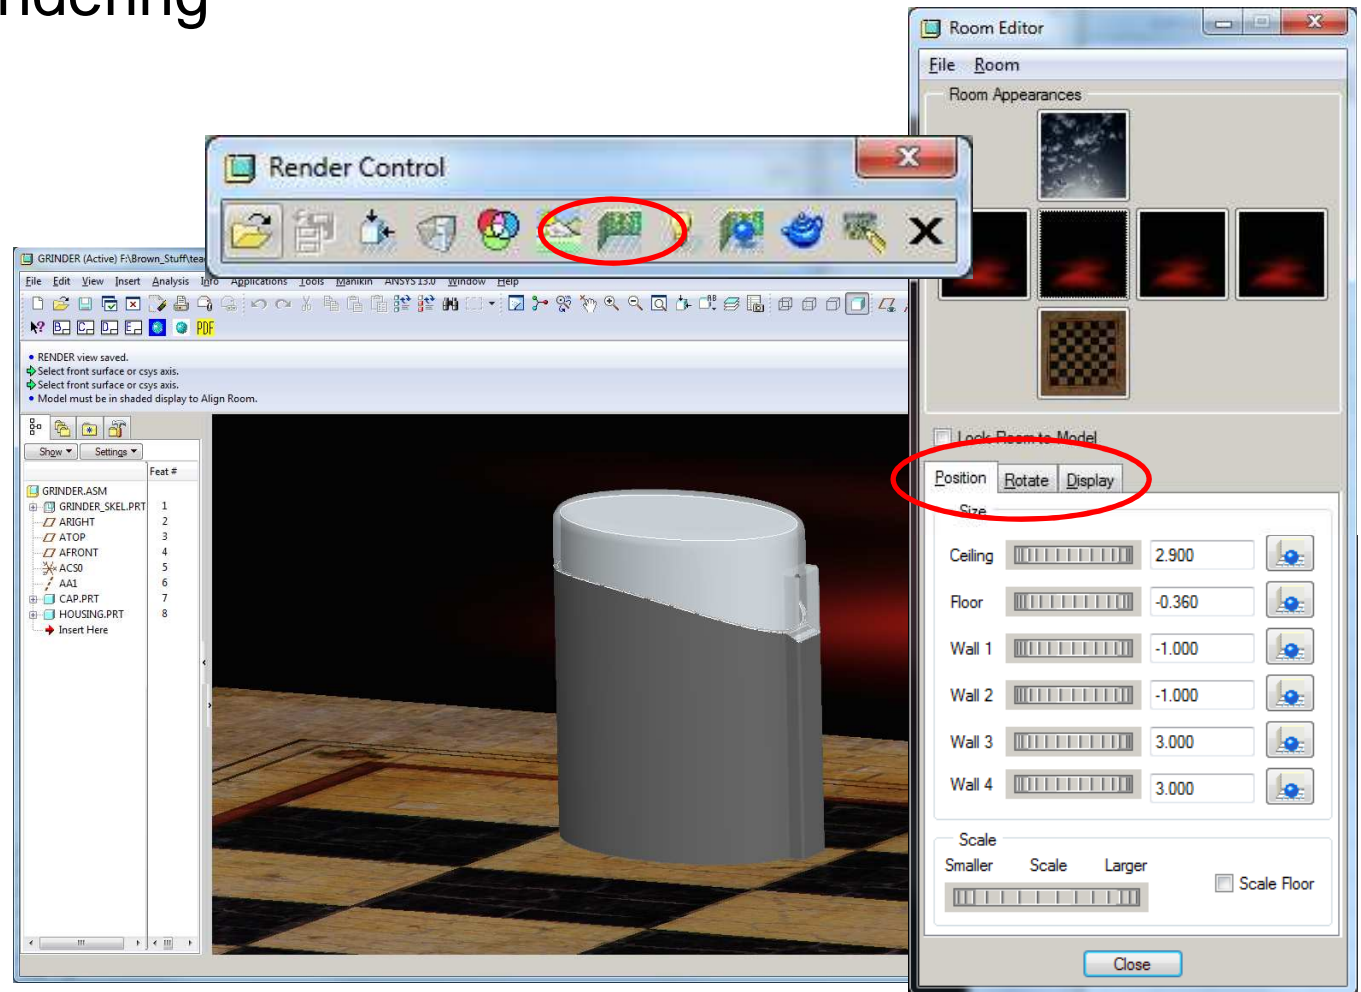 ndering
Room Editor
File Room
Room Appearances
Render Control
GRINDER (Active) F:\Brown_Stuff\tea
File Edit View Insert Analysis Info Applications Tools Manikin ANSYS 13.0 Window Help
PDF
RENDER view saved.
Select front surface or csys axis.
Select front surface or csys axis.
Model must be in shaded display to Align Room.
Show Settings
Feat #
GRINDER.ASM
GRINDER_SKEL.PRT 1
ARIGHT 2
ATOP 3
AFRONT 4
ACS0 5
AA1 6
CAP.PRT 7
HOUSING.PRT 8
Insert Here
Lock Room to Model
Position Rotate Display
Size
Ceiling 2.900
Floor -0.360
Wall 1 -1.000
Wall 2 -1.000
Wall 3 3.000
Wall 4 3.000
Scale
Smaller Scale Larger
Scale Floor
Close